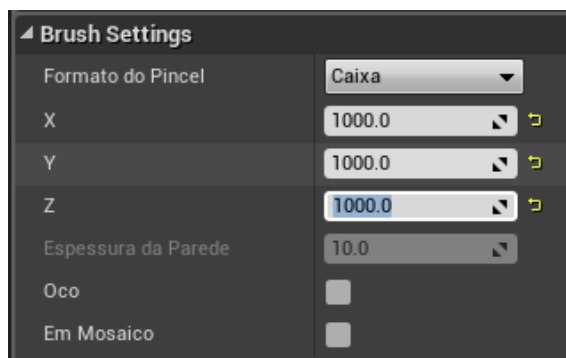 Brush Settings
Formato do Pincel Caixa
X 1000.0
Y 1000.0
Z 1000.0
Espessura da Parede 10.0
Oco
Em Mosaico